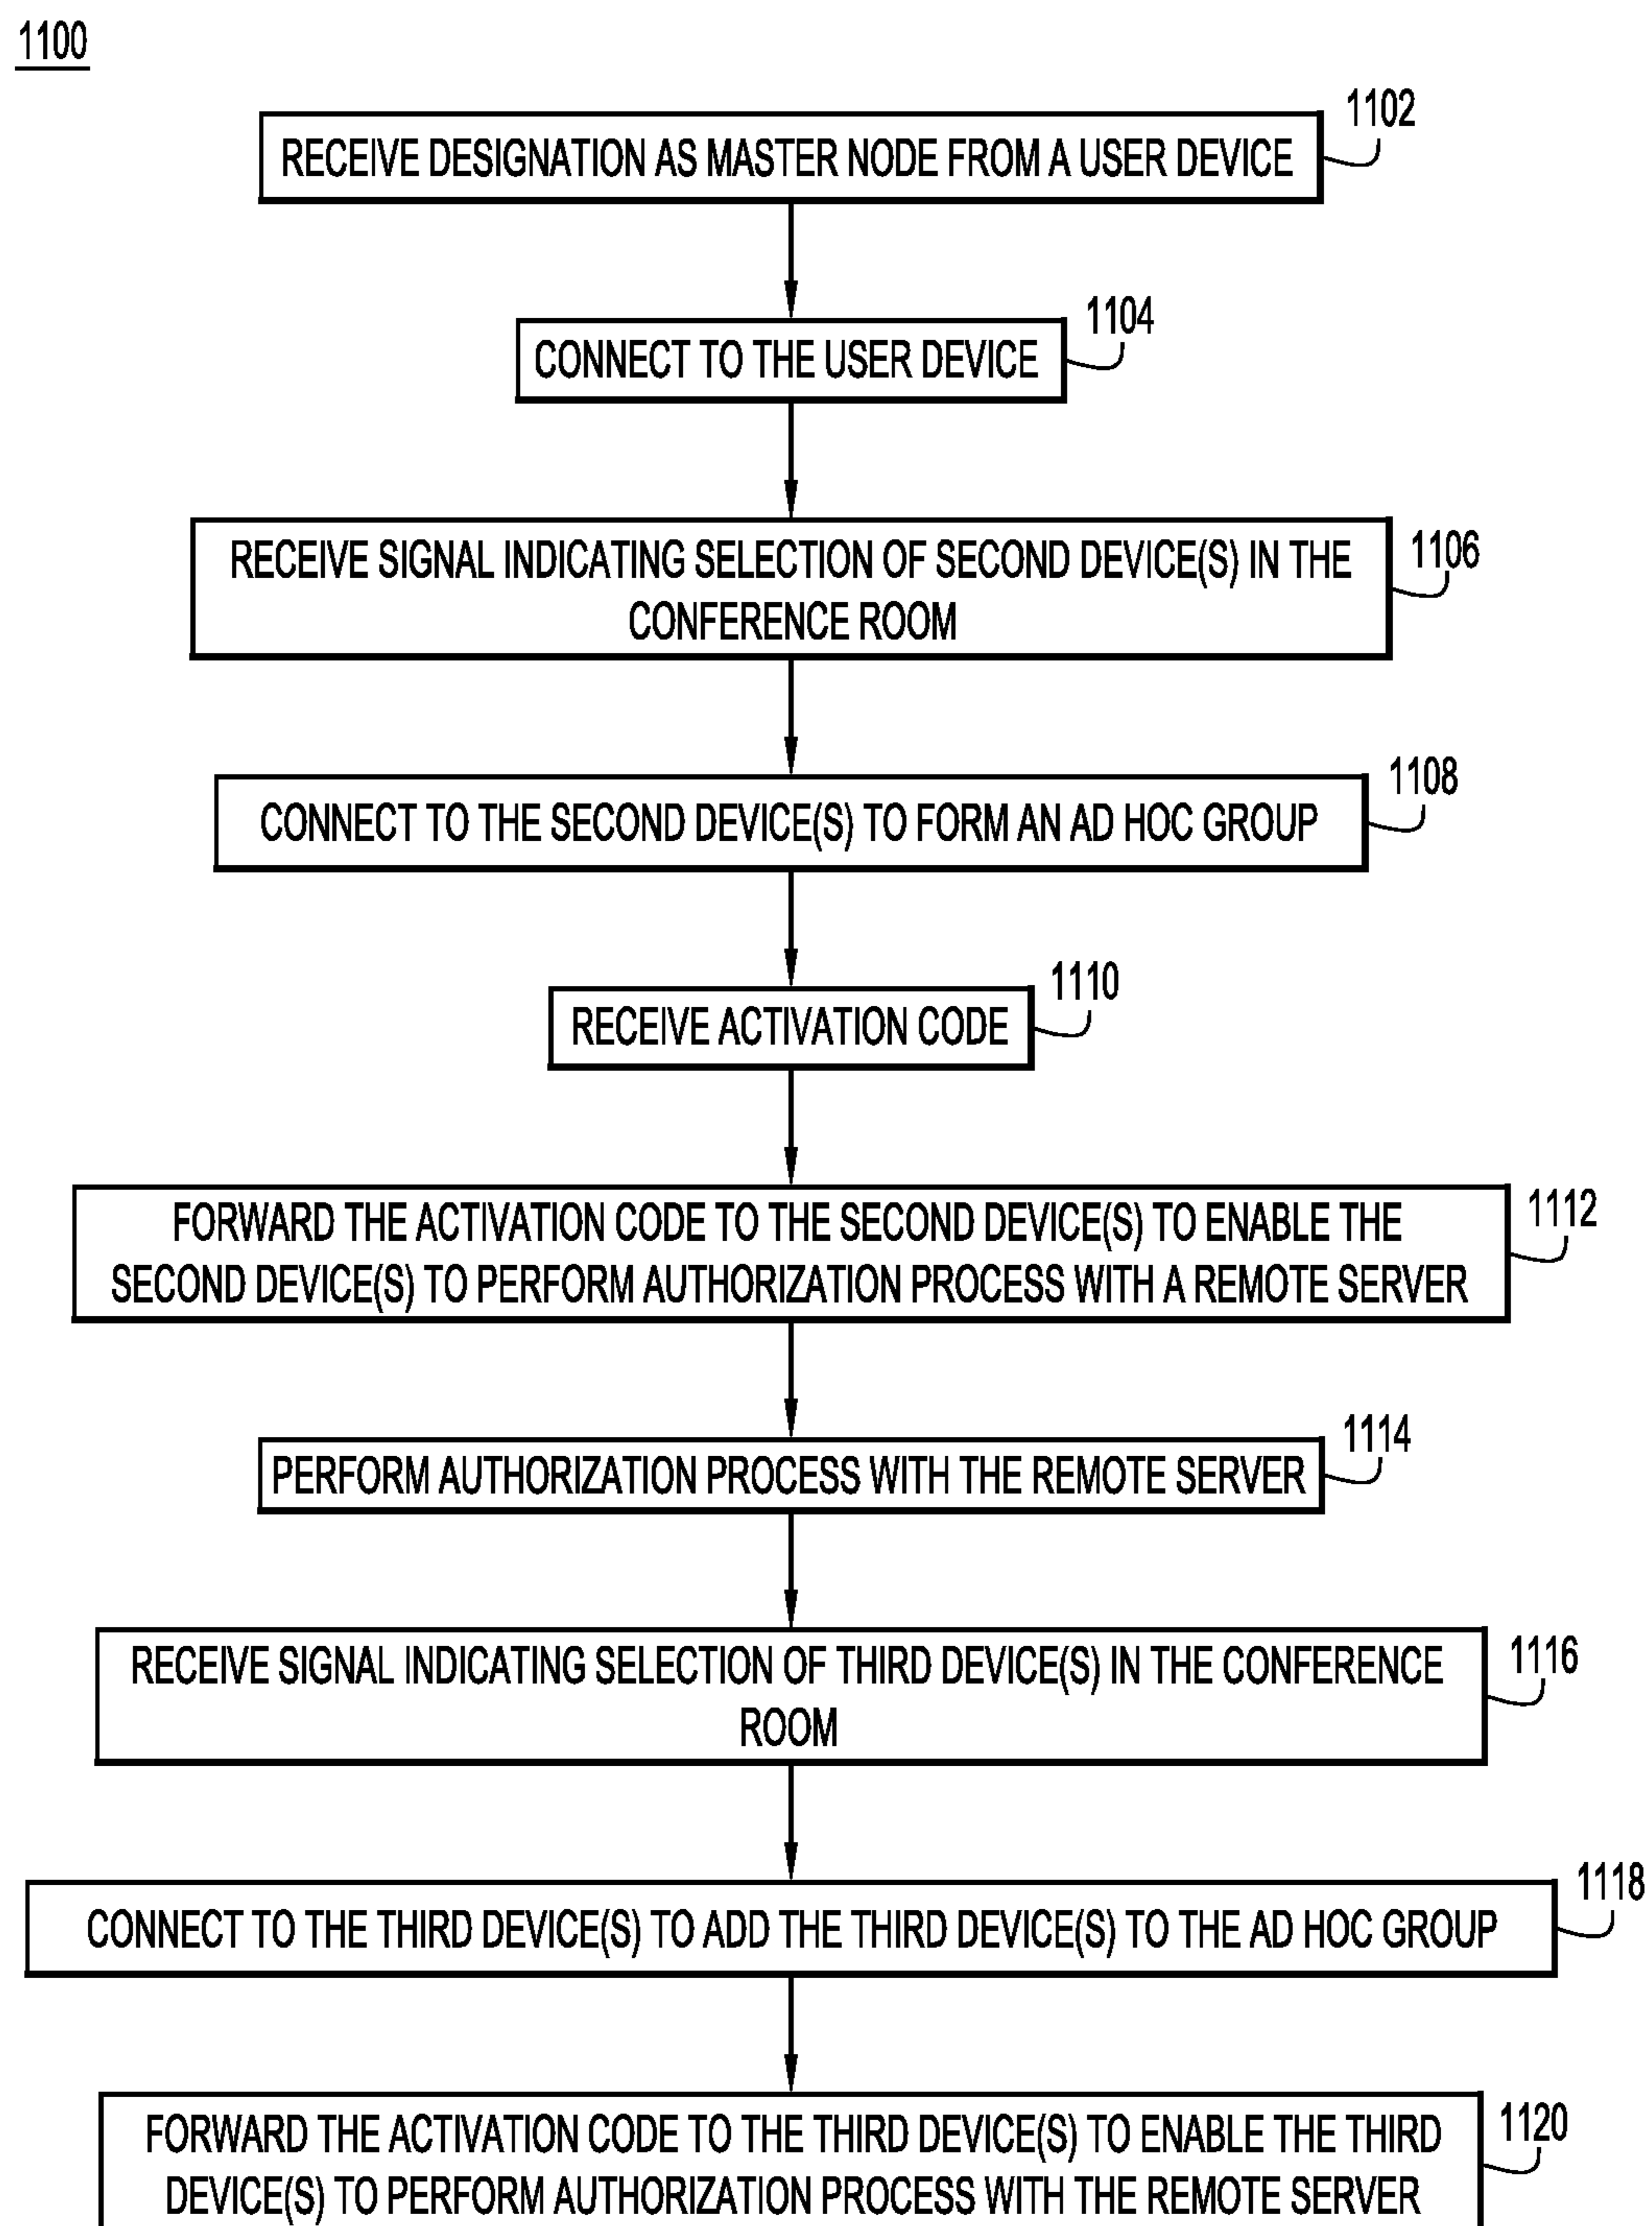 1100
1102
RECEIVE DESIGNATION AS MASTER NODE FROM A USER DEVICE
1104
CONNECT TO THE USER DEVICE
1106
RECEIVE SIGNAL INDICATING SELECTION OF SECOND DEVICE(S) IN THE
CONFERENCE ROOM
1108
CONNECT TO THE SECOND DEVICE(S) TO FORM AN AD HOC GROUP
1110
RECEIVE ACTIVATION CODE
1112
FORWARD THE ACTIVATION CODE TO THE SECOND DEVICE(S) TO ENABLE THE
SECOND DEVICE(S) TO PERFORM AUTHORIZATION PROCESS WITH A REMOTE SERVER
1114
PERFORM AUTHORIZATION PROCESS WITH THE REMOTE SERVER
1116
RECEIVE SIGNAL INDICATING SELECTION OF THIRD DEVICE(S) IN THE CONFERENCE
ROOM
1118
CONNECT TO THE THIRD DEVICE(S) TO ADD THE THIRD DEVICE(S) TO THE AD HOC GROUP
1120
FORWARD THE ACTIVATION CODE TO THE THIRD DEVICE(S) TO ENABLE THE THIRD
DEVICE(S) TO PERFORM AUTHORIZATION PROCESS WITH THE REMOTE SERVER